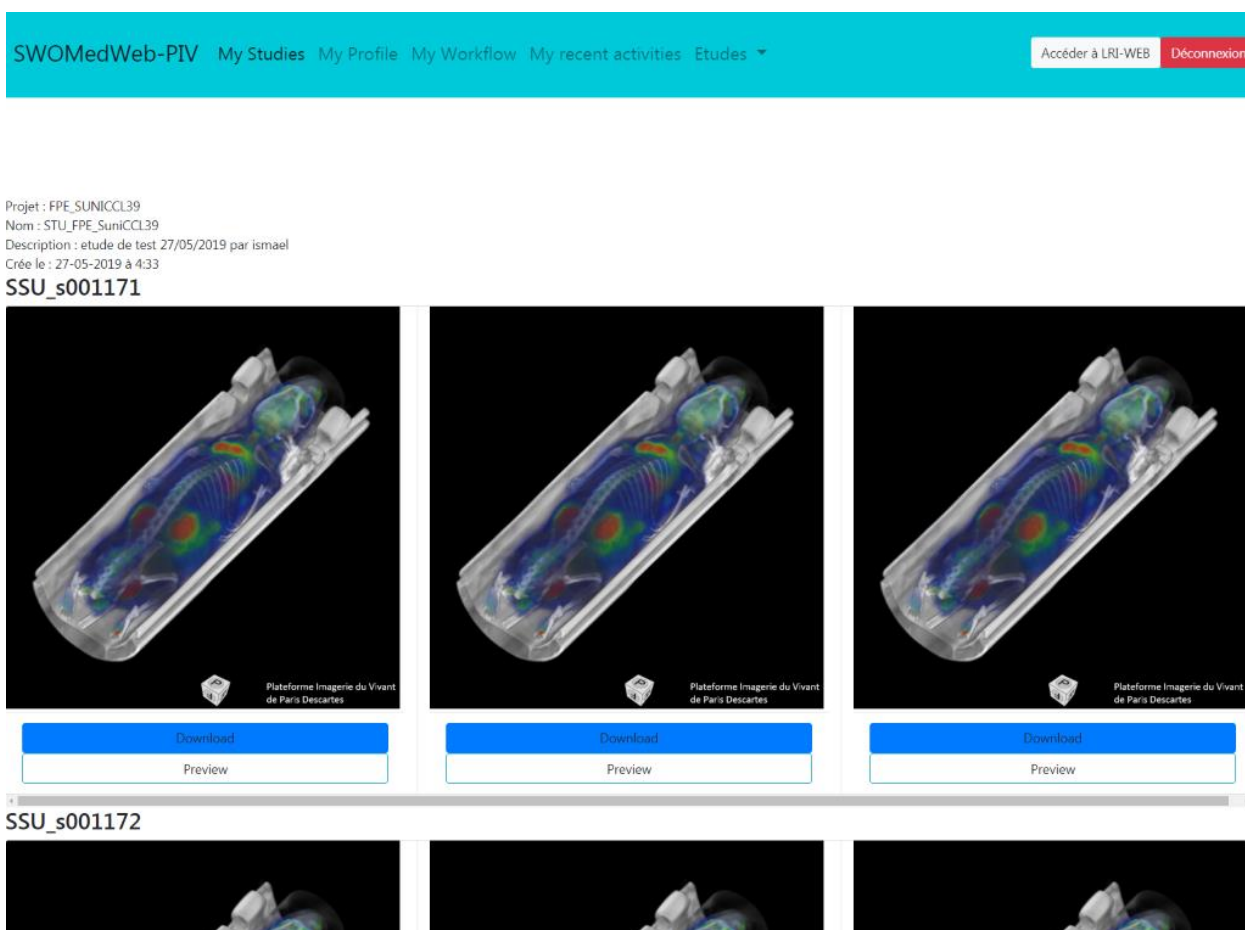 SWOMedWeb-PIV My Studies My Profile My Workflow My recent activities Etudes Accéder à LRI-WEB Déconnexion
Projet : FPE_SUNICCL39
Nom : STU_FPE_SuniCCL39
Description : etude de test 27/05/2019 par ismael
Crée le : 27-05-2019 à 4:33
SSU_s001171
Plateforme Imagerie du Vivant
de Paris Descartes
Plateforme Imagerie du Vivant
de Paris Descartes
Plateforme Imagerie du Vivant
de Paris Descartes
Download Download Download
Preview Preview Preview
SSU_s001172